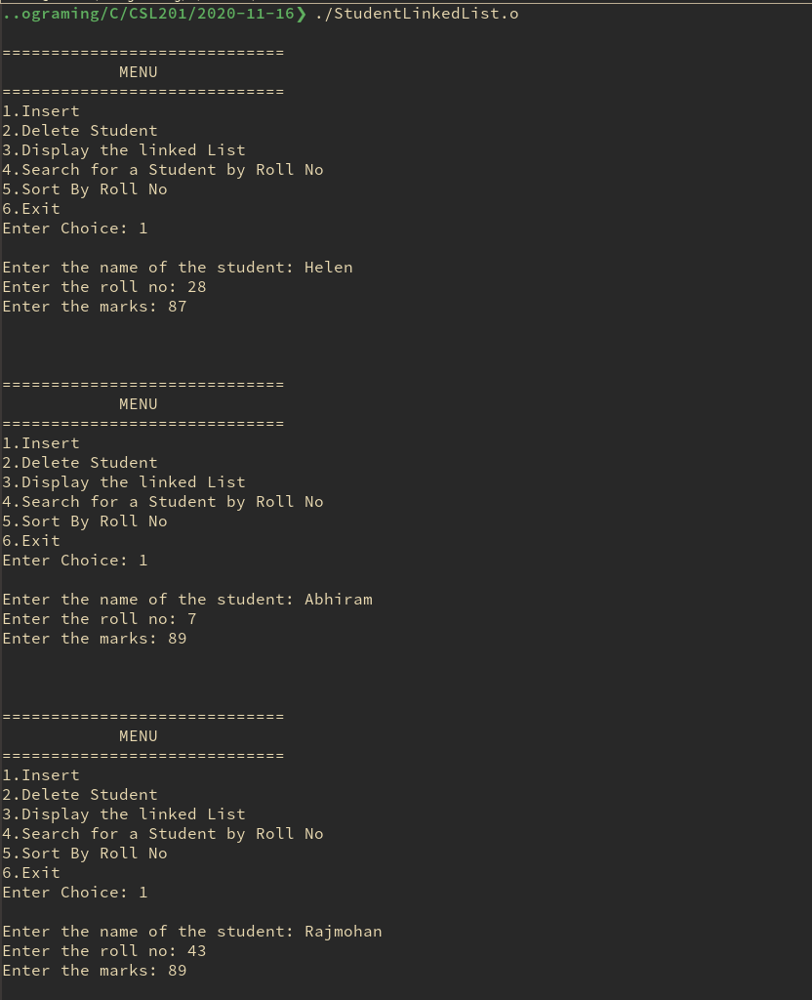 ..ograming/C/CSL201/2020-11-16❯ ./StudentLinkedList.o
=============================
            MENU
=============================
1.Insert
2.Delete Student
3.Display the linked List
4.Search for a Student by Roll No
5.Sort By Roll No
6.Exit
Enter Choice: 1
Enter the name of the student: Helen
Enter the roll no: 28
Enter the marks: 87
=============================
            MENU
=============================
1.Insert
2.Delete Student
3.Display the linked List
4.Search for a Student by Roll No
5.Sort By Roll No
6.Exit
Enter Choice: 1
Enter the name of the student: Abhiram
Enter the roll no: 7
Enter the marks: 89
=============================
            MENU
=============================
1.Insert
2.Delete Student
3.Display the linked List
4.Search for a Student by Roll No
5.Sort By Roll No
6.Exit
Enter Choice: 1
Enter the name of the student: Rajmohan
Enter the roll no: 43
Enter the marks: 89